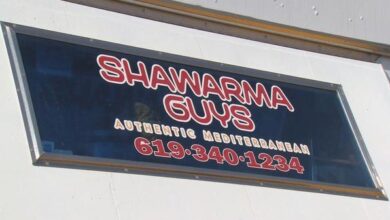 SHAWARMA
GUYS
AUTHENTIC MEDITERRANEAN
619·340·1234